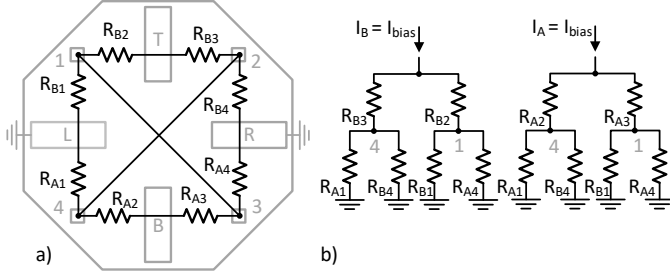 R_B2 T R_B3
1 2
R_B1 R_B4
L R
R_A1 R_A4
R_A2 R_A3
4 3
B
a)
I_B = I_bias I_A = I_bias
R_B3 R_B2 R_A2 R_A3
4 1 4 1
R_A1 R_B4 R_B1 R_A4 R_A1 R_B4 R_B1 R_A4
b)